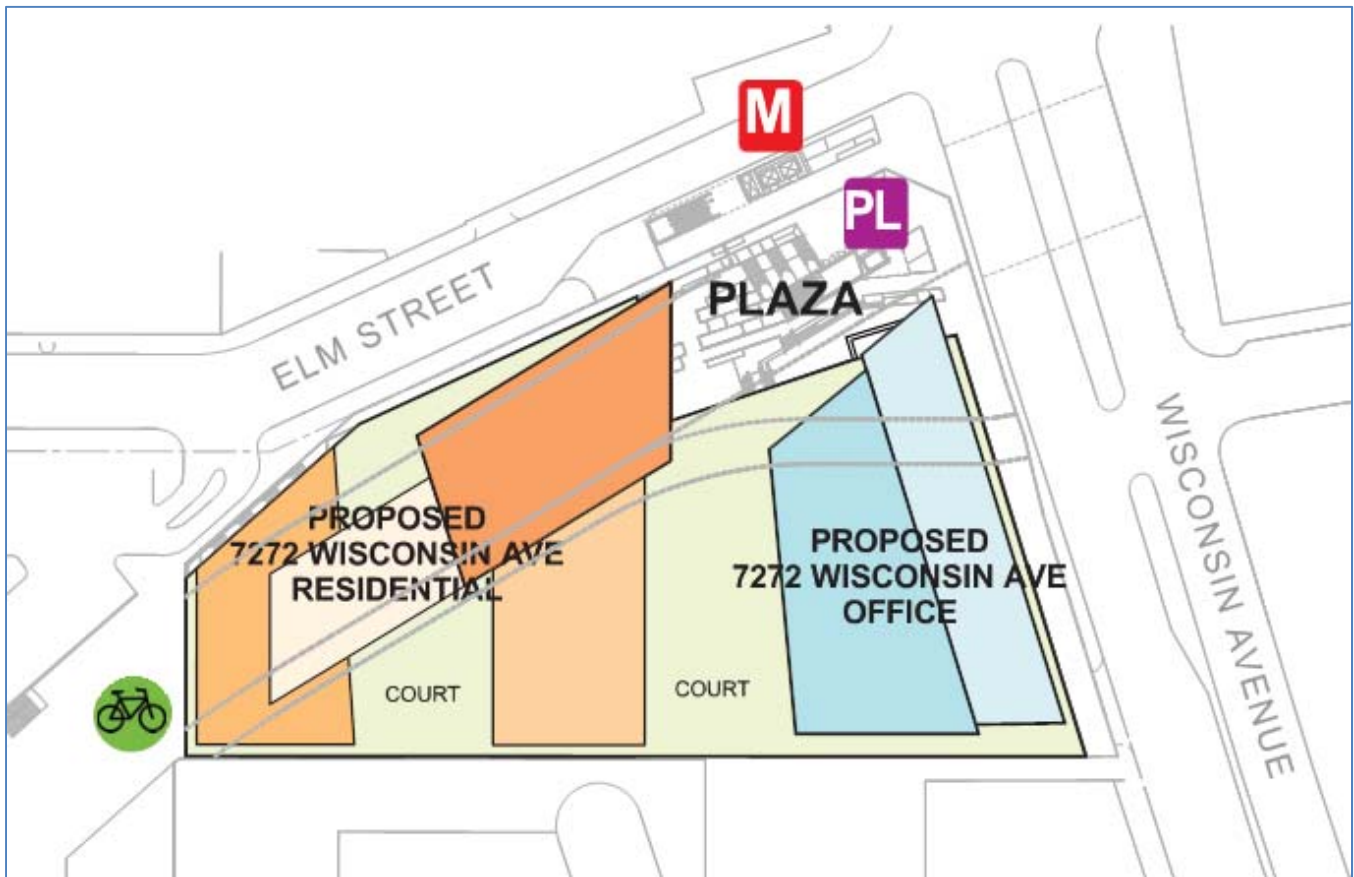 M
PL
PLAZA
ELM STREET
WISCONSIN AVENUE
PROPOSED
7272 WISCONSIN AVE
RESIDENTIAL
PROPOSED
7272 WISCONSIN AVE
OFFICE
COURT
COURT